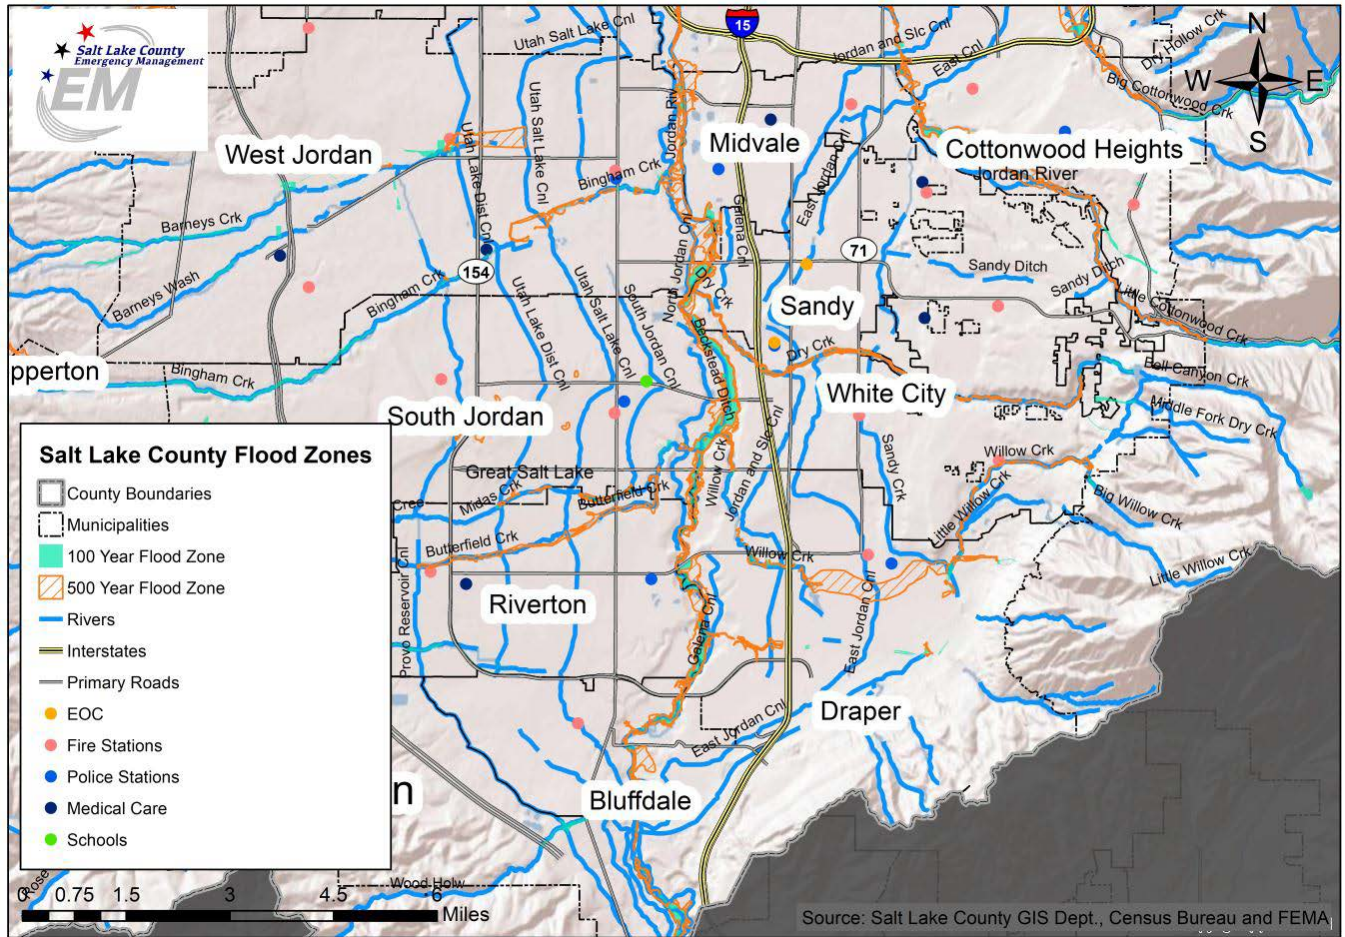 Salt Lake County
Emergency Management
EM
Utah Salt Lake Cnl
15
Jordan and Slc Cnl
East Cnl
Dry Hollow Crk
N
W
E
S
Big Cottonwood Crk
West Jordan
Utah Lake Dist Cnl
Utah Salt Lake Cnl
Bingham Crk
Jordan Riv
Midvale
East Jordan Cnl
Cottonwood Heights
Jordan River
Barneys Crk
Galena Cnl
71
Barneys Wash
Bingham Crk
154
North Jordan Cnl
Dry Crk
Sandy Ditch
Sandy Ditch
Sandy
Little Cottonwood Crk
Utah Lake Dist Cnl
Utah Salt Lake Cnl
South Jordan Cnl
Beckstead Ditch
Dry Crk
pperton
Bingham Crk
Bell Canyon Crk
White City
Middle Fork Dry Crk
South Jordan
Jordan and Slc Cnl
Sandy Crk
Willow Crk
Great Salt Lake
Willow Crk
Midas Crk
Butterfield Crk
Cree
Big Willow Crk
Little Willow Crk
Butterfield Crk
Willow Crk
Little Willow Crk
Provo Reservoir Cnl
Riverton
Galena Cnl
East Jordan Cnl
Draper
East Jordan Cnl
n
Bluffdale
Salt Lake County Flood Zones
County Boundaries
Municipalities
100 Year Flood Zone
500 Year Flood Zone
Rivers
Interstates
Primary Roads
EOC
Fire Stations
Police Stations
Medical Care
Schools
Rose
Wood Holw
0 0.75 1.5 3 4.5 6
Miles
Source: Salt Lake County GIS Dept., Census Bureau and FEMA